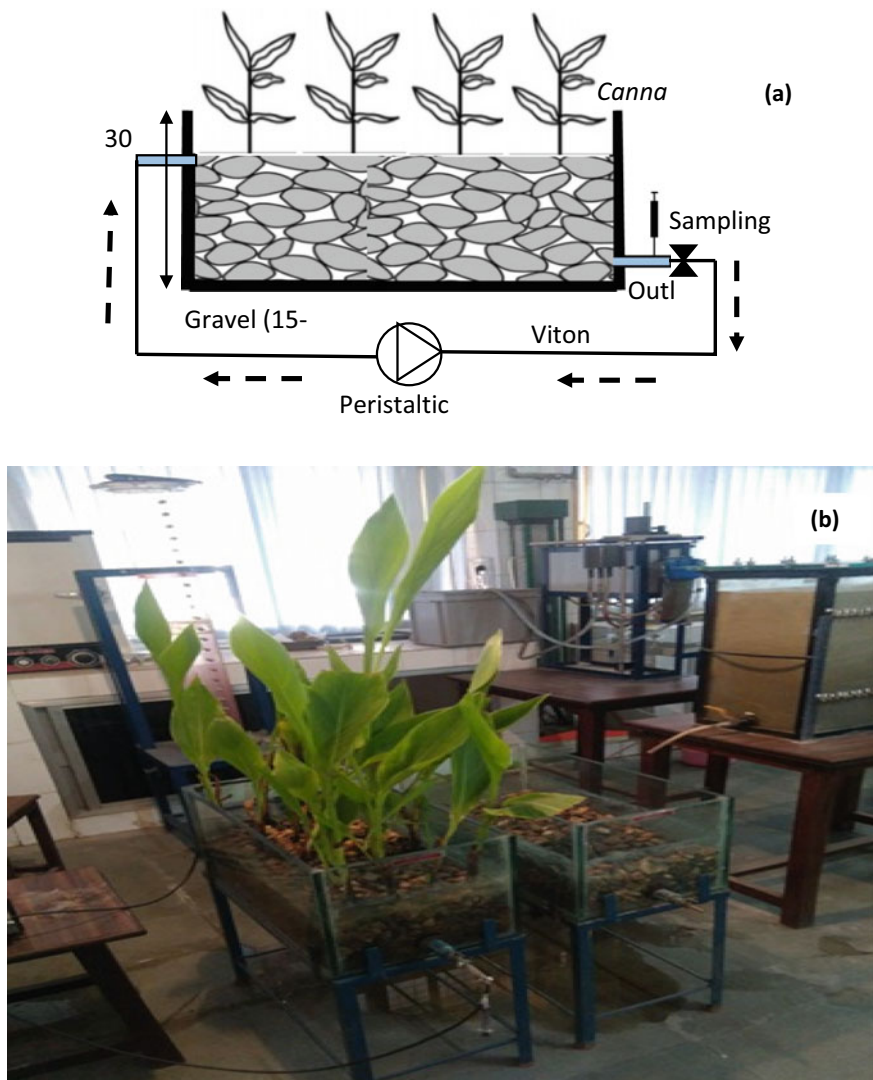 Canna
(a)
30
Sampling
Outl
Gravel (15-
Viton
Peristaltic
(b)